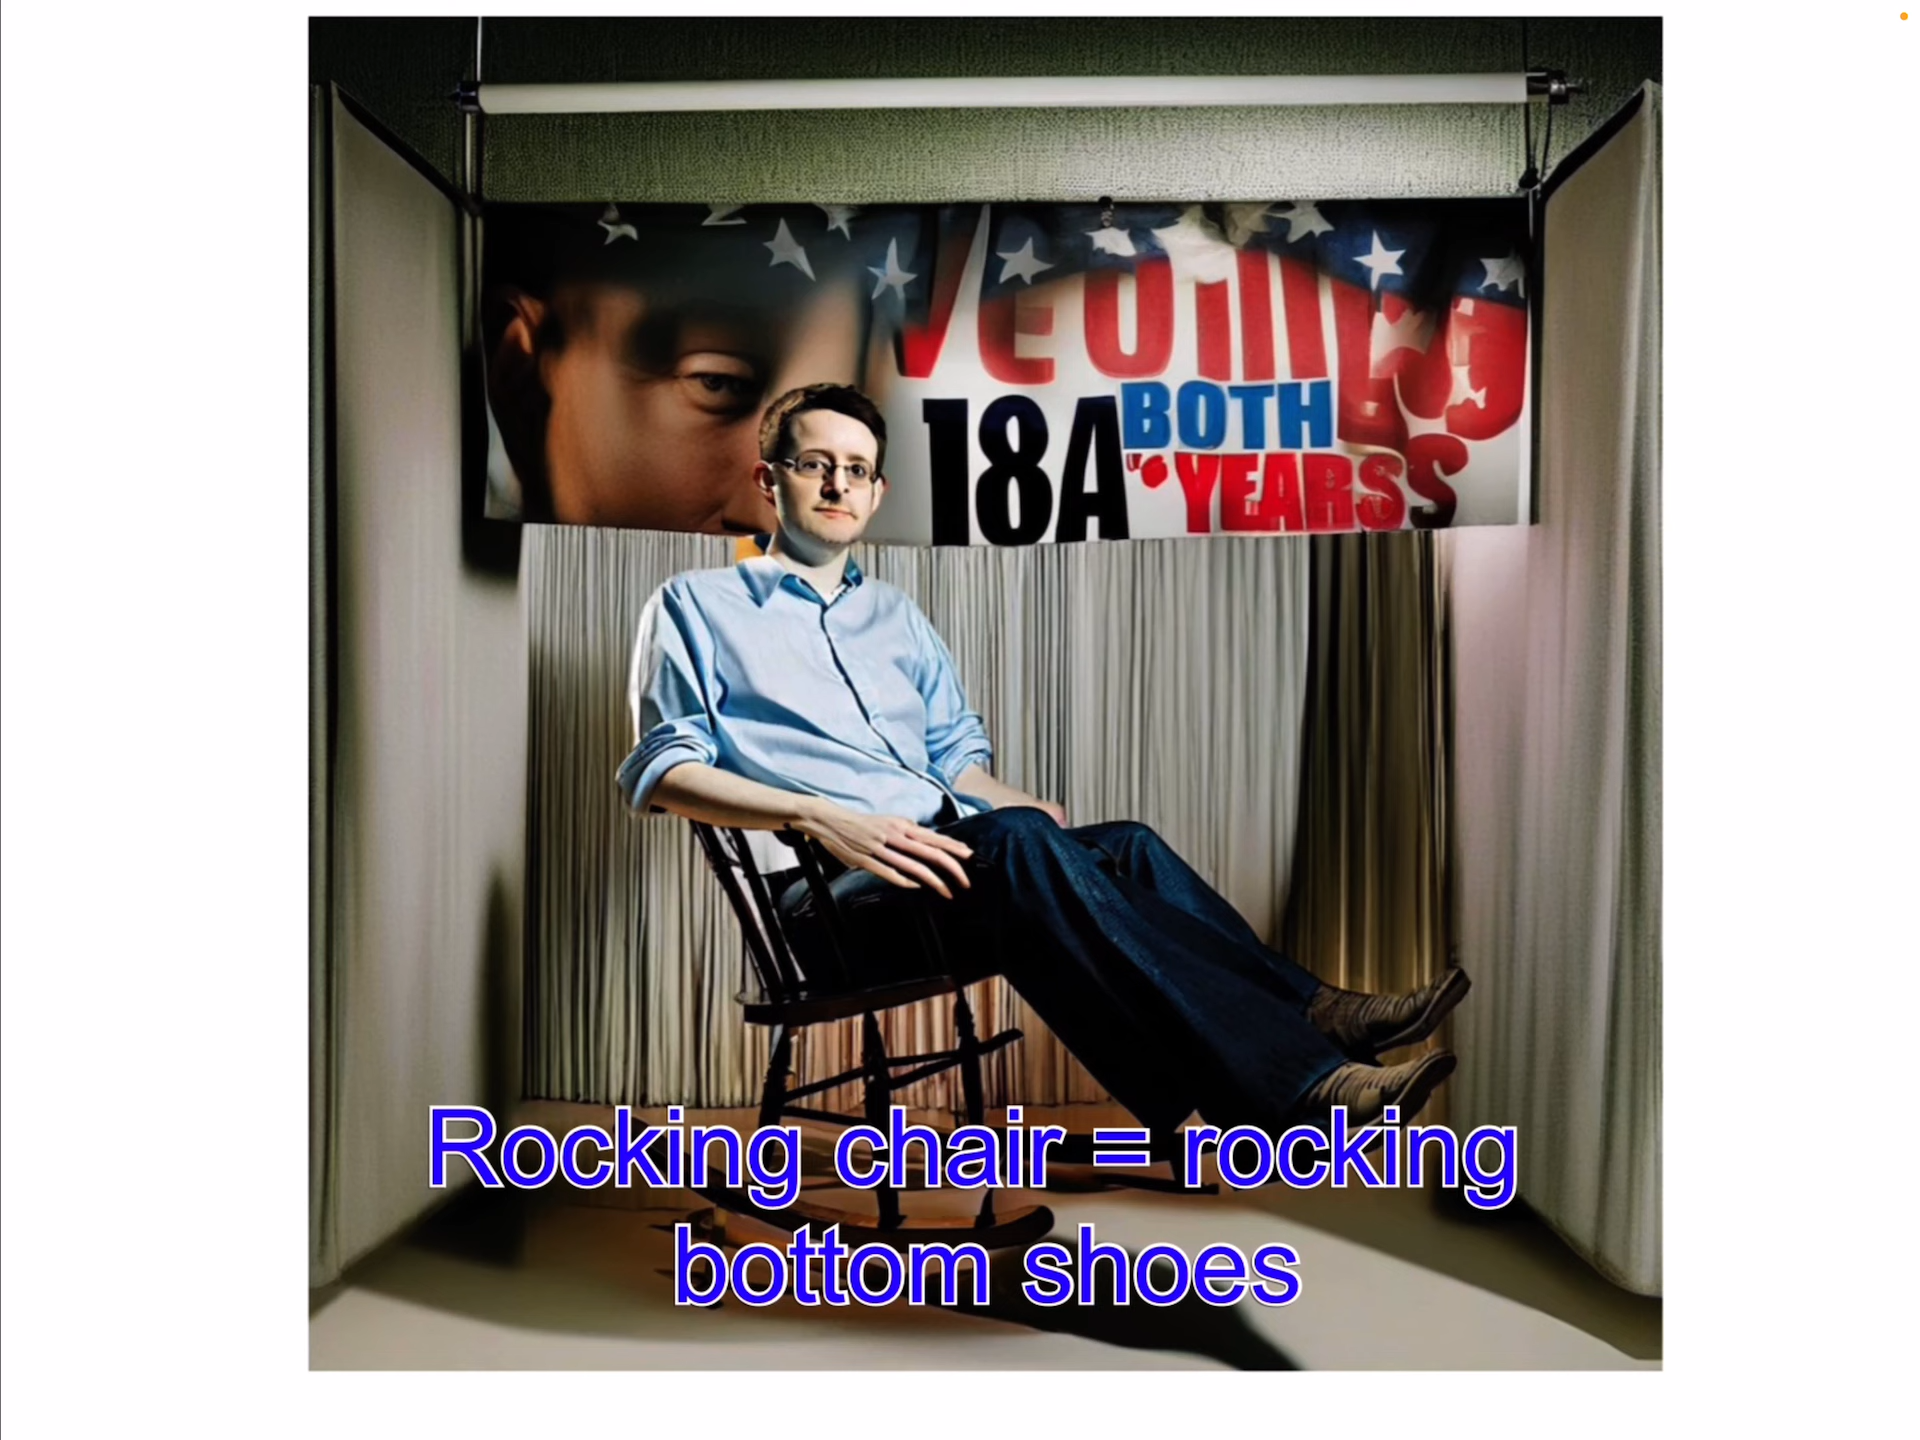 18A
BOTH
YEARSS
Rocking chair = rocking
bottom shoes